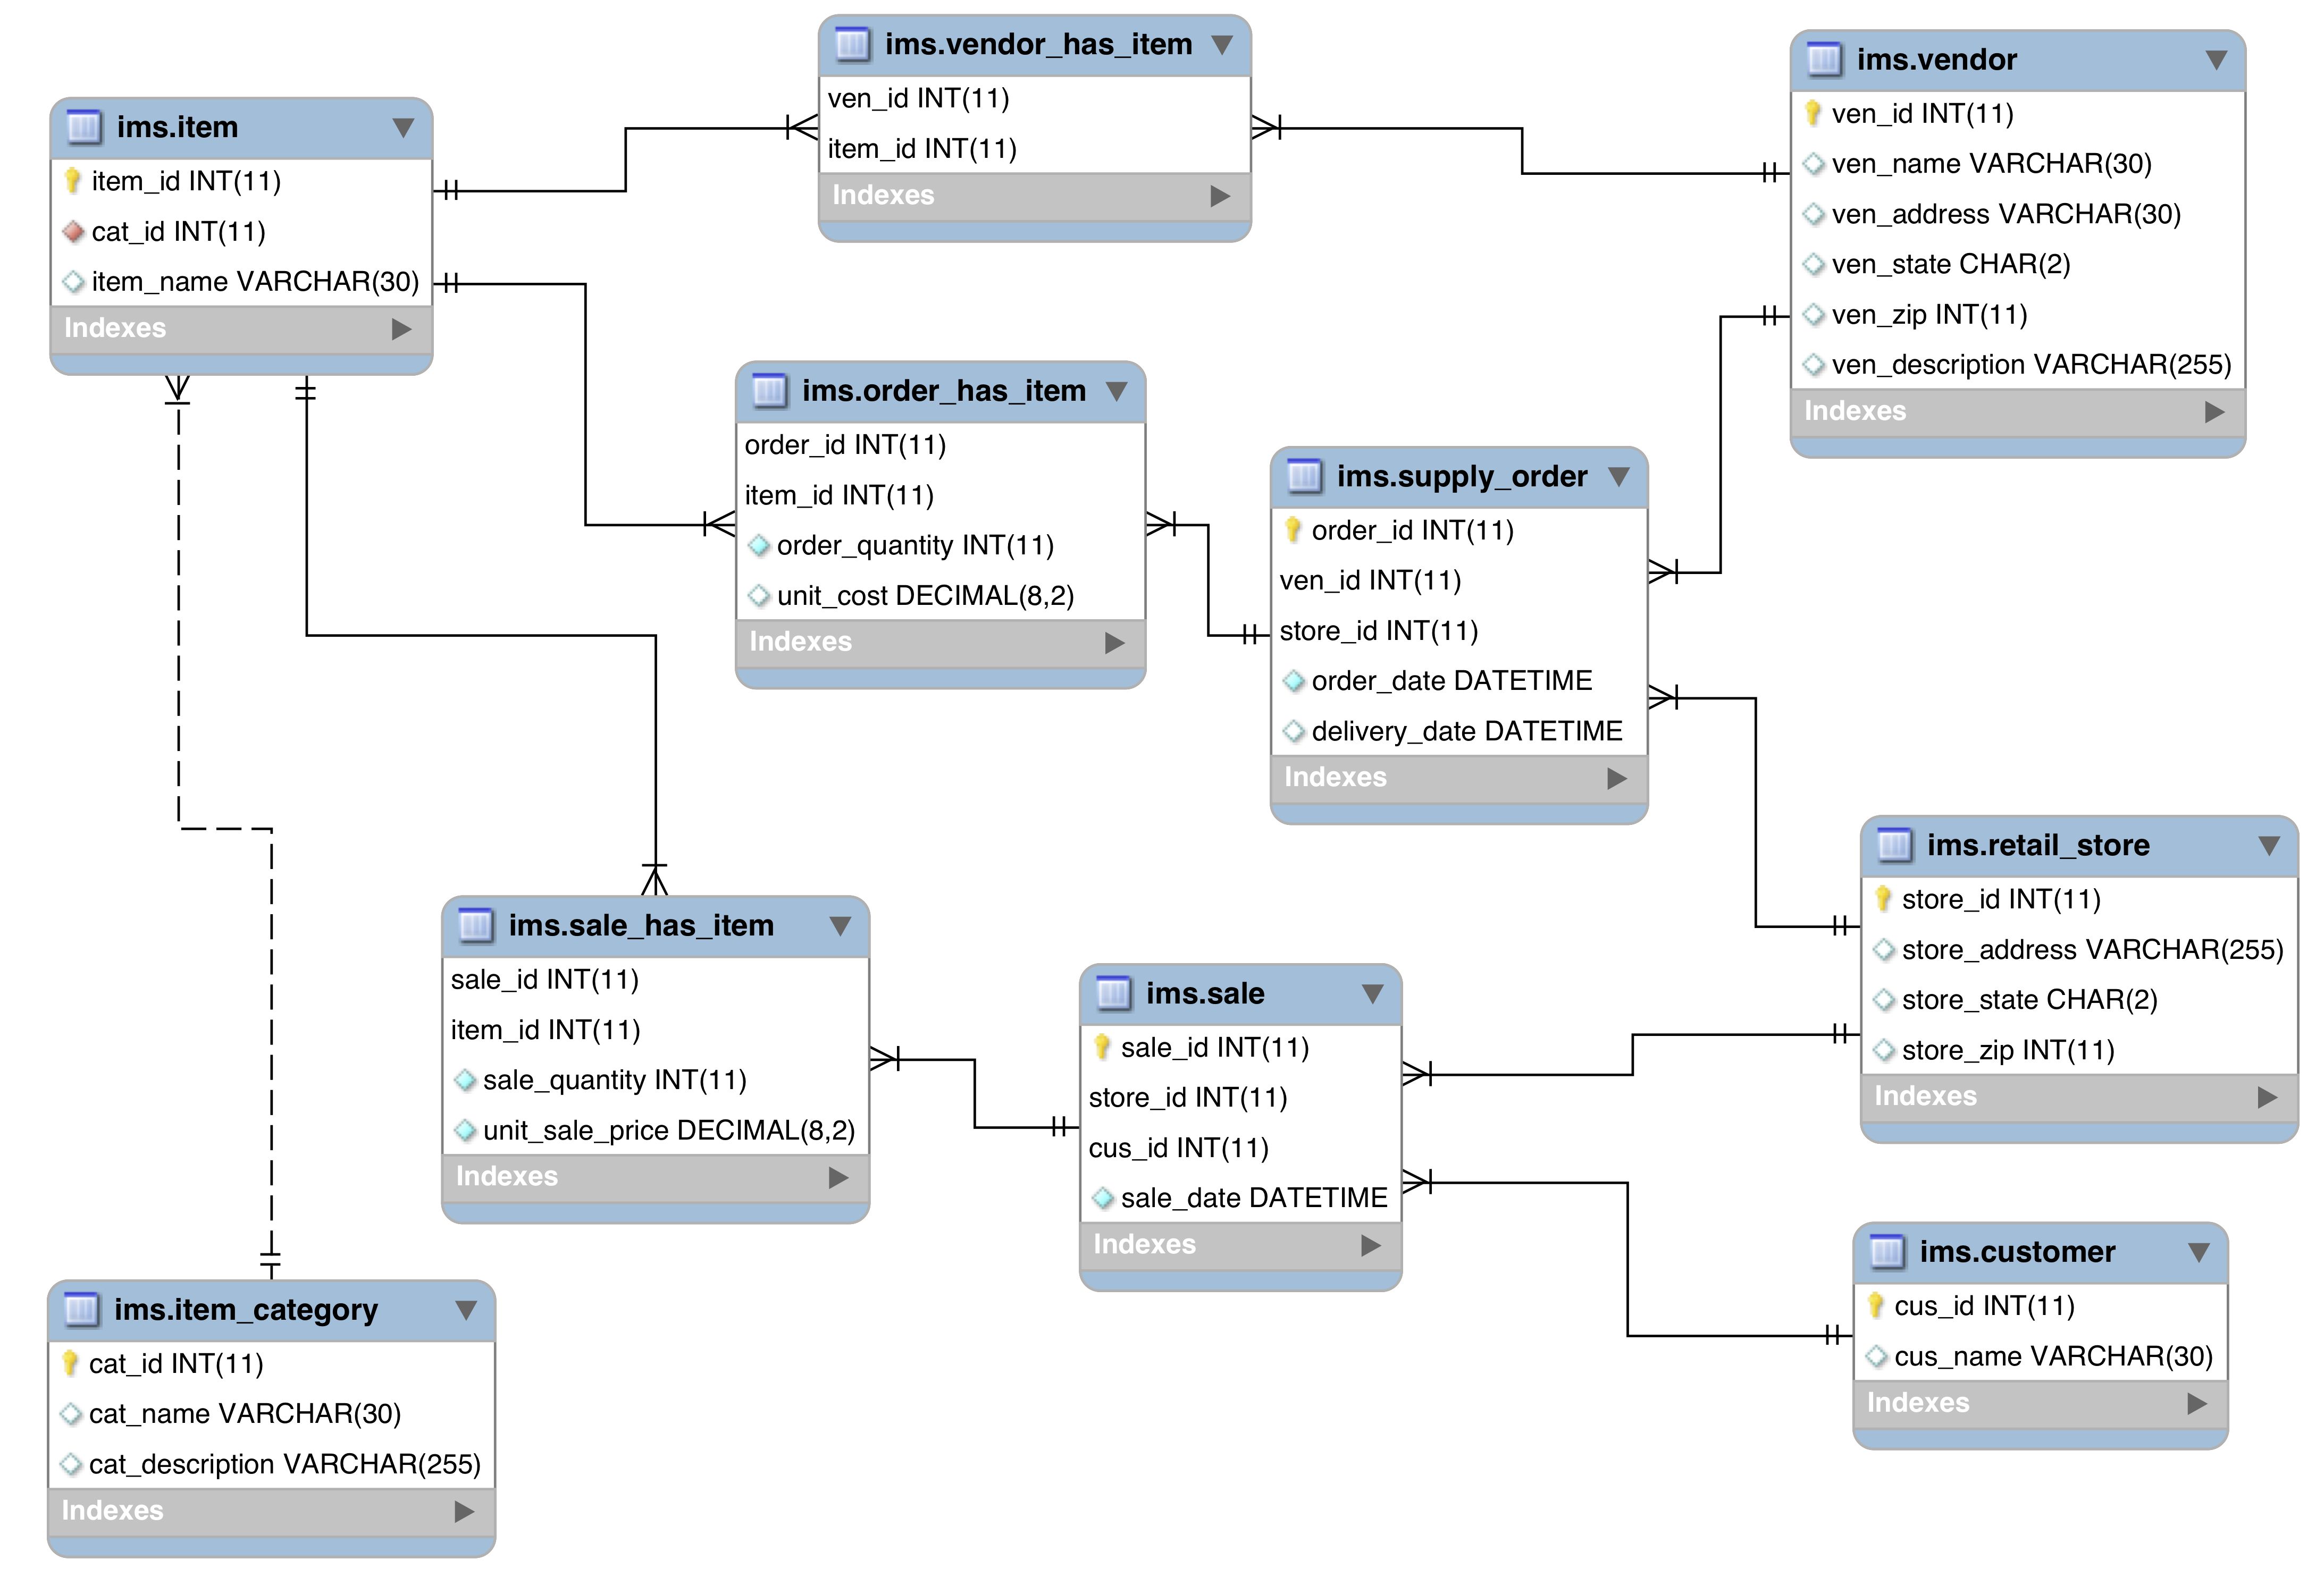 ims.vendor_has_item
ven_id INT(11)
item_id INT(11)
Indexes
ims.vendor
ven_id INT(11)
ven_name VARCHAR(30)
ven_address VARCHAR(30)
ven_state CHAR(2)
ven_zip INT(11)
ven_description VARCHAR(255)
Indexes
ims.item
item_id INT(11)
cat_id INT(11)
item_name VARCHAR(30)
Indexes
ims.order_has_item
order_id INT(11)
item_id INT(11)
order_quantity INT(11)
unit_cost DECIMAL(8,2)
Indexes
ims.supply_order
order_id INT(11)
ven_id INT(11)
store_id INT(11)
order_date DATETIME
delivery_date DATETIME
Indexes
ims.retail_store
store_id INT(11)
store_address VARCHAR(255)
store_state CHAR(2)
store_zip INT(11)
Indexes
ims.sale_has_item
sale_id INT(11)
item_id INT(11)
sale_quantity INT(11)
unit_sale_price DECIMAL(8,2)
Indexes
ims.sale
sale_id INT(11)
store_id INT(11)
cus_id INT(11)
sale_date DATETIME
Indexes
ims.customer
cus_id INT(11)
cus_name VARCHAR(30)
Indexes
ims.item_category
cat_id INT(11)
cat_name VARCHAR(30)
cat_description VARCHAR(255)
Indexes